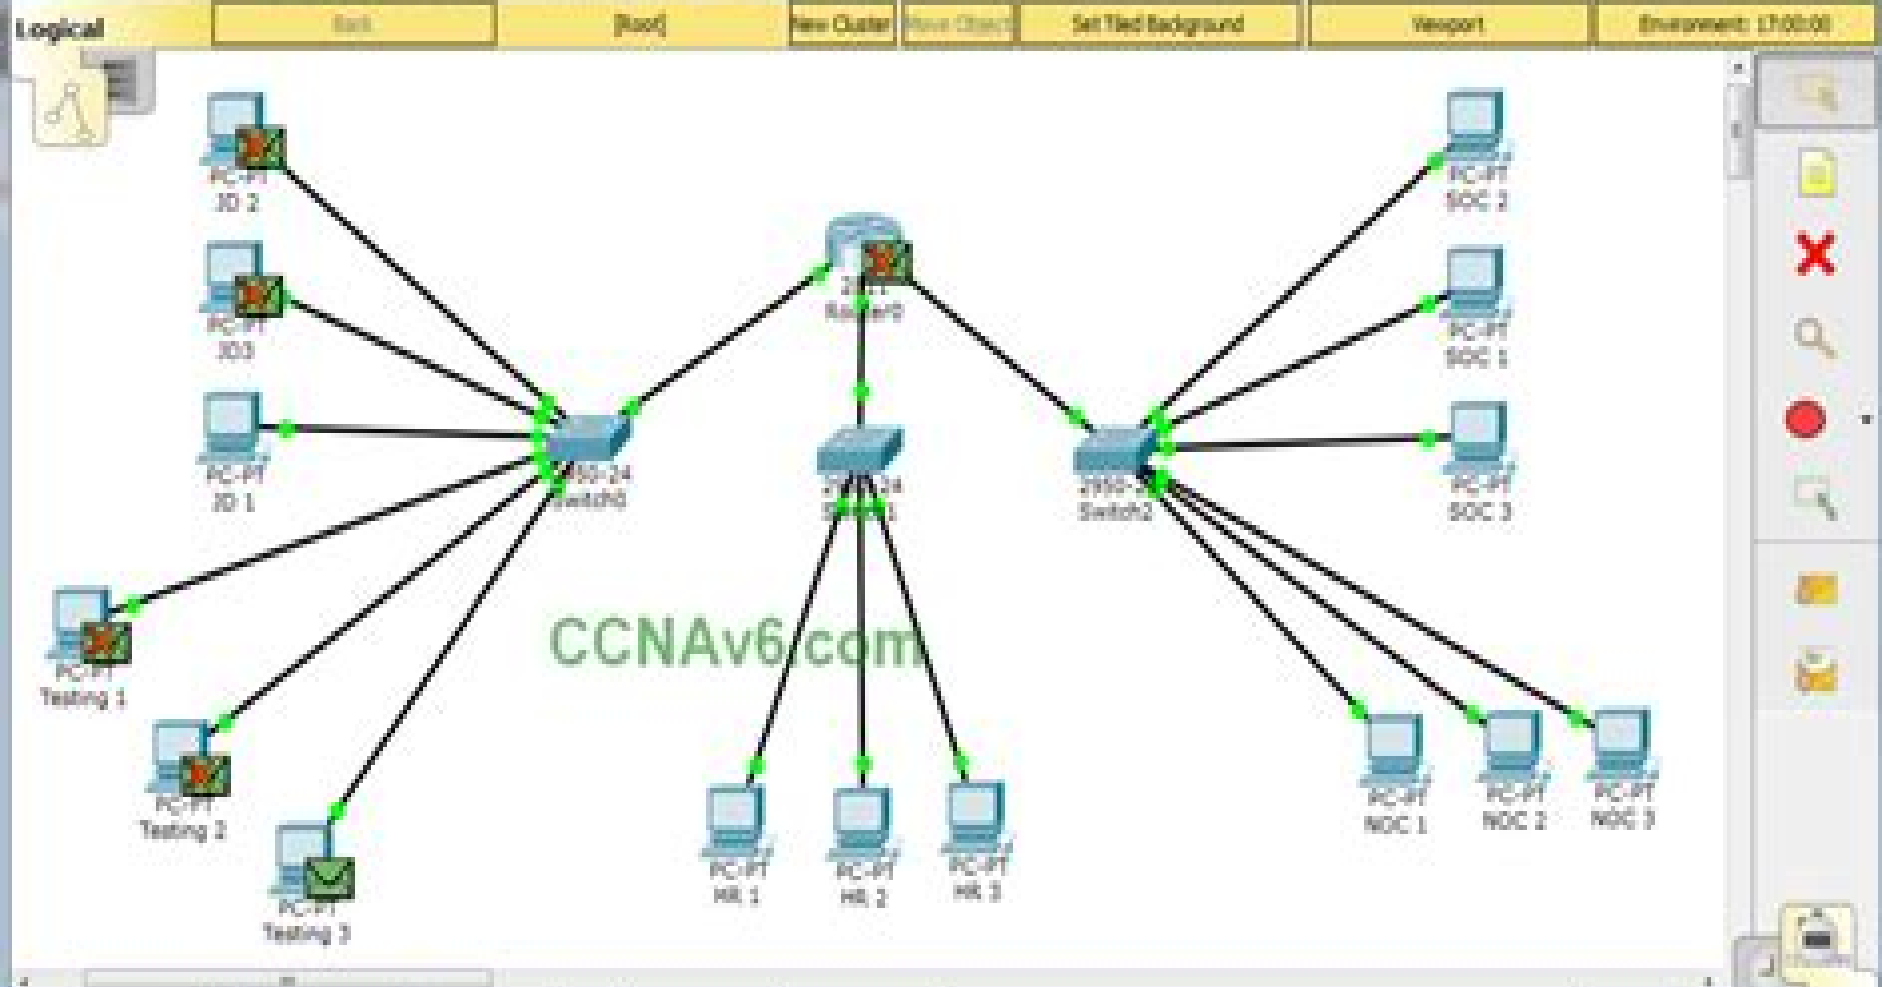 Logical
Back
[Root]
New Cluster
Move Object
Set Tiled Background
Viewport
Environment: 17:00:00
PC-PT
JD 2
PC-PT
SOC 2
PC-PT
JD3
Router0
PC-PT
SOC 1
PC-PT
JD 1
Switch0
2950-24
Switch2
PC-PT
SOC 3
CCNAv6.com
PC-PT
Testing 1
PC-PT
Testing 2
PC-PT
Testing 3
PC-PT
HR 1
PC-PT
HR 2
PC-PT
HR 3
PC-PT
NOC 1
PC-PT
NOC 2
PC-PT
NOC 3